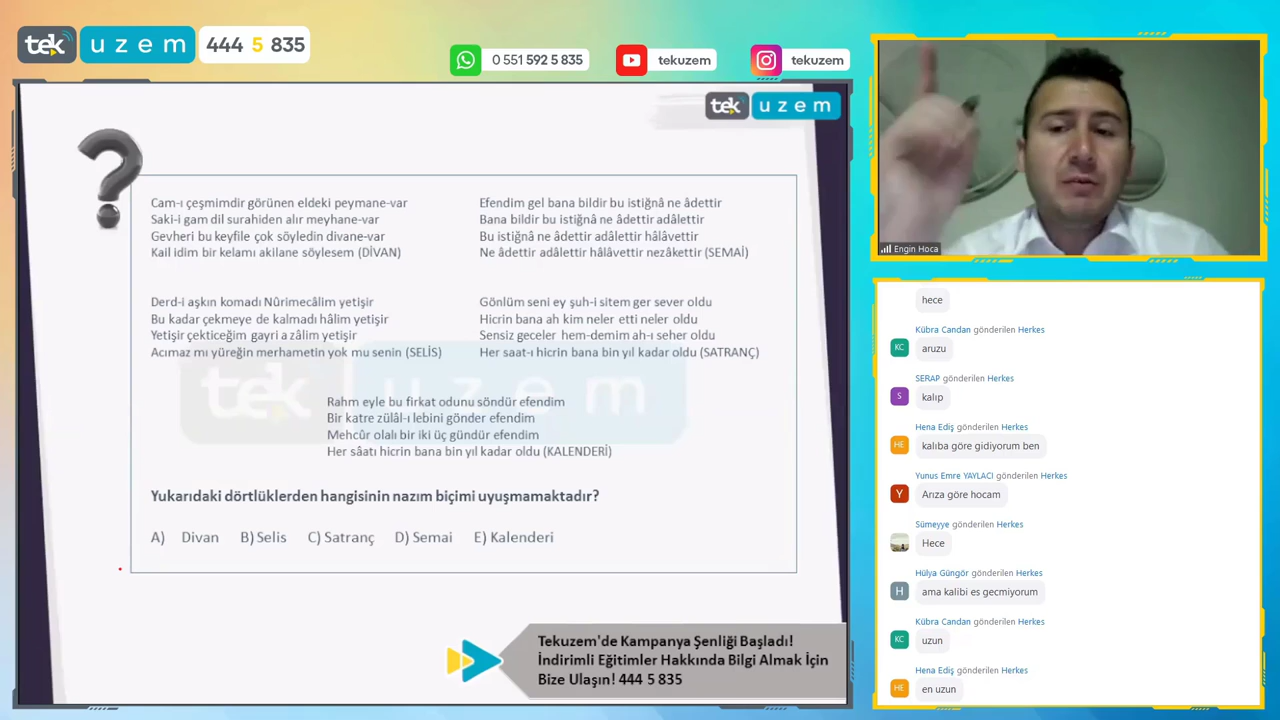 tek uzem 444 5 835
0 551 592 5 835
tekuzem
tekuzem
tek uzem
Cam-ı çeşmimdir görünen eldeki peymane-var
Saki-i gam dil surahiden alır meyhane-var
Gevheri bu keyfile çok söyledin divane-var
Kail idim bir kelamı akilane söylesem (DİVAN)
Efendim gel bana bildir bu istiğnâ ne âdettir
Bana bildir bu istiğnâ ne âdettir adâlettir
Bu istiğnâ ne âdettir adâlettir hâlâvettir
Ne âdettir adâlettir hâlâvettir nezâkettir (SEMAİ)
Derd-i aşkın komadı Nûrimecâlim yetişir
Bu kadar çekmeye de kalmadı hâlim yetişir
Yetişir çekticeğim gayri a zâlim yetişir
Acımaz mı yüreğin merhametin yok mu senin (SELİS)
Gönlüm seni ey şuh-i sitem ger sever oldu
Hicrin bana ah kim neler etti neler oldu
Sensiz geceler hem-demim ah-ı seher oldu
Her saat-ı hicrin bana bin yıl kadar oldu (SATRANÇ)
tek uzem
Rahm eyle bu firkat odunu söndür efendim
Bir katre zülâl-ı lebini gönder efendim
Mehcûr olalı bir iki üç gündür efendim
Her sâatı hicrin bana bin yıl kadar oldu (KALENDERİ)
Yukarıdaki dörtlüklerden hangisinin nazım biçimi uyuşmamaktadır?
A) Divan B) Selis C) Satranç D) Semai E) Kalenderi
Tekuzem'de Kampanya Şenliği Başladı!
İndirimli Eğitimler Hakkında Bilgi Almak İçin
Bize Ulaşın! 444 5 835
Engin Hoca
hece
Kübra Candan gönderilen Herkes
KC aruzu
SERAP gönderilen Herkes
S kalıp
Hena Ediş gönderilen Herkes
HE kalıba göre gidiyorum ben
Yunus Emre YAYLACI gönderilen Herkes
Y Arıza göre hocam
Sümeyye gönderilen Herkes
Hece
Hülya Güngör gönderilen Herkes
H ama kalibi es gecmiyorum
Kübra Candan gönderilen Herkes
KC uzun
Hena Ediş gönderilen Herkes
HE en uzun